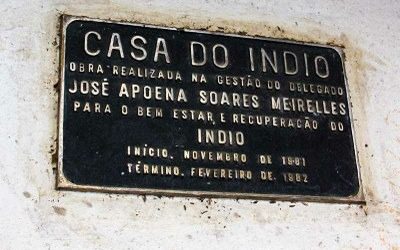 CASA DO INDIO
OBRA REALIZADA NA GESTÃO DO DELEGADO
JOSÉ APOENA SOARES MEIRELLES
PARA O BEM ESTAR E RECUPERAÇÃO DO
INDIO
INÍCIO, NOVEMBRO DE 1981
TÉRMINO, FEVEREIRO DE 1982